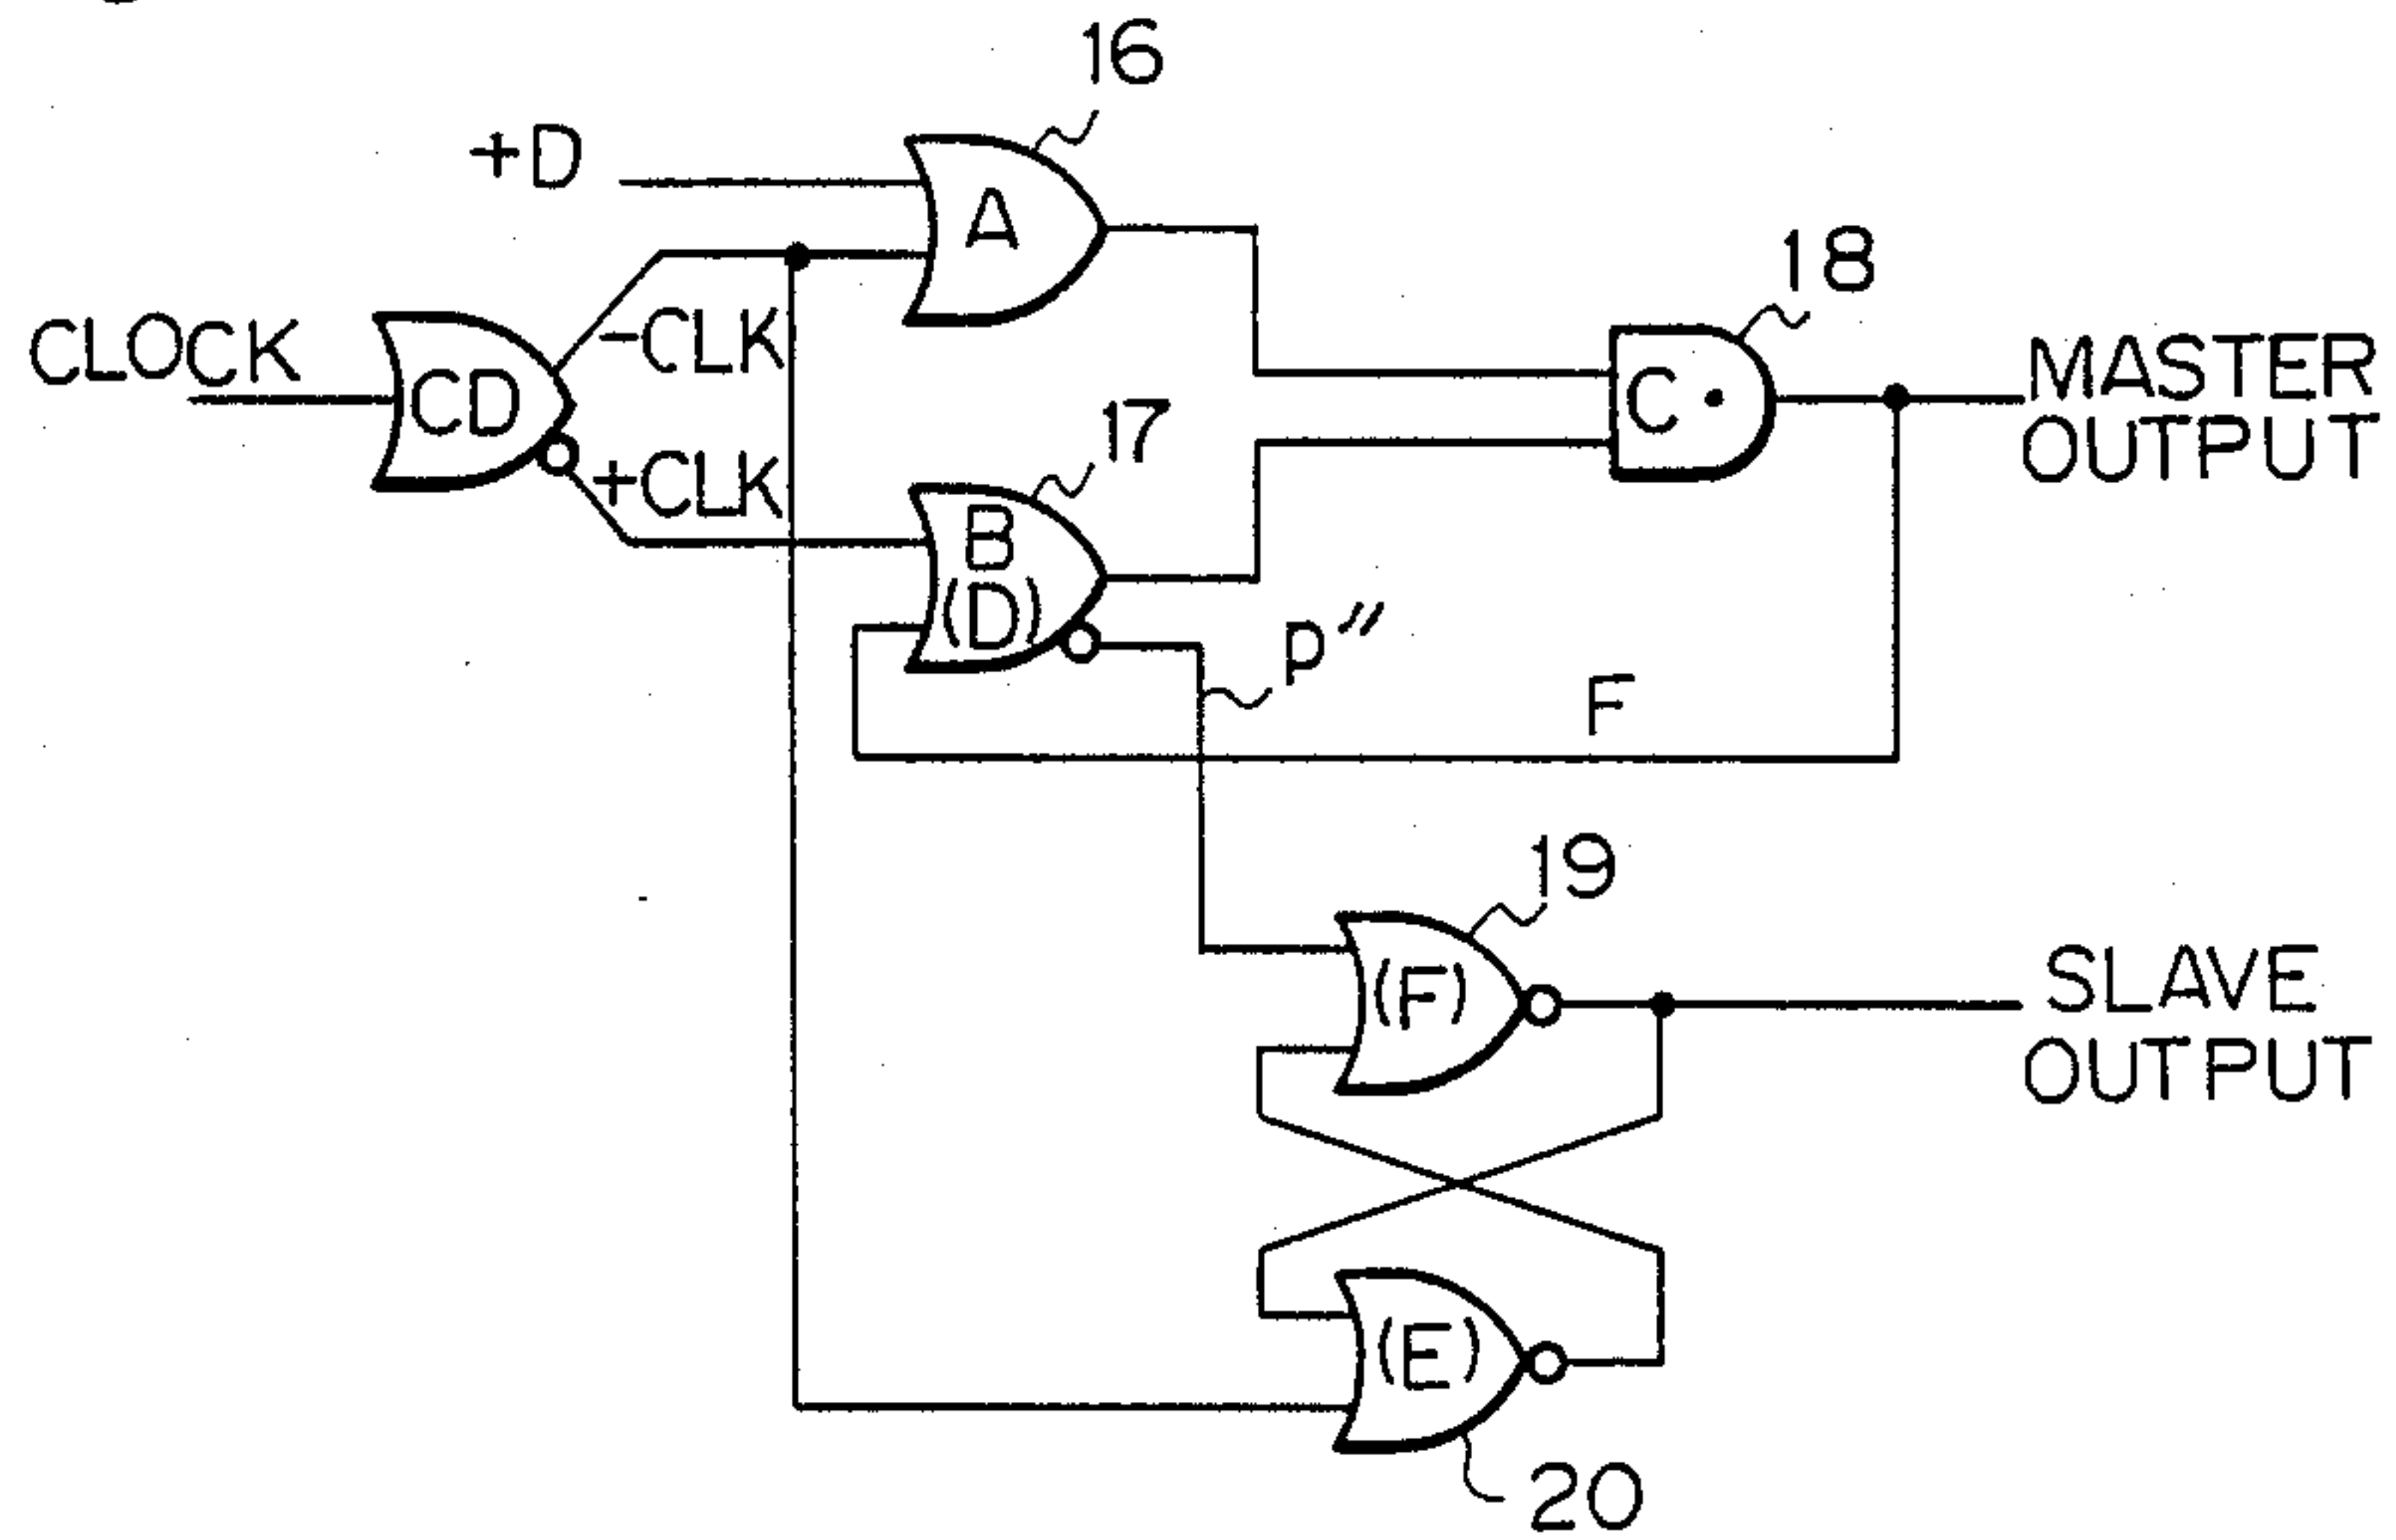 16
+D
A
18
CLOCK
CD
-CLK
C
MASTER
OUTPUT
17
+CLK
B
(D)
P"
F
19
(F)
SLAVE
OUTPUT
(E)
20